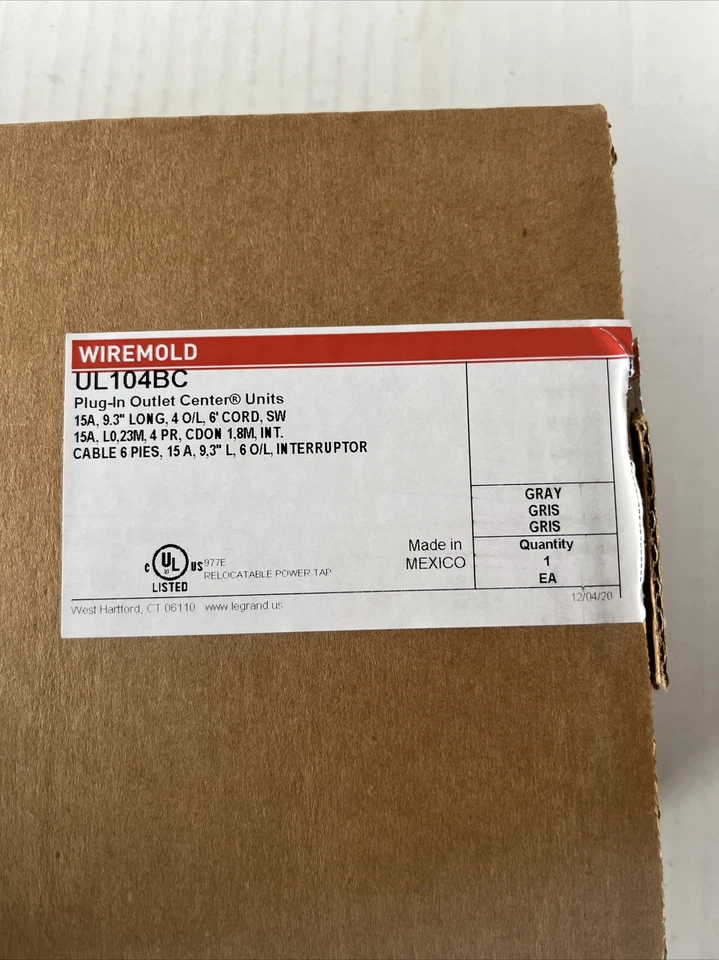 WIREMOLD
UL104BC
Plug-In Outlet Center® Units
15A, 9.3" LONG, 4 O/L, 6' CORD, SW
15A, L0,23M, 4 PR, CDON 1,8M, INT.
CABLE 6 PIES, 15 A, 9,3" L, 6 O/L, INTERRUPTOR
GRAY
GRIS
GRIS
Quantity
1
EA
Made in
MEXICO
C UL US 977E
RELOCATABLE POWER TAP
LISTED
12/04/20
West Hartford, CT 06110 www.legrand.us